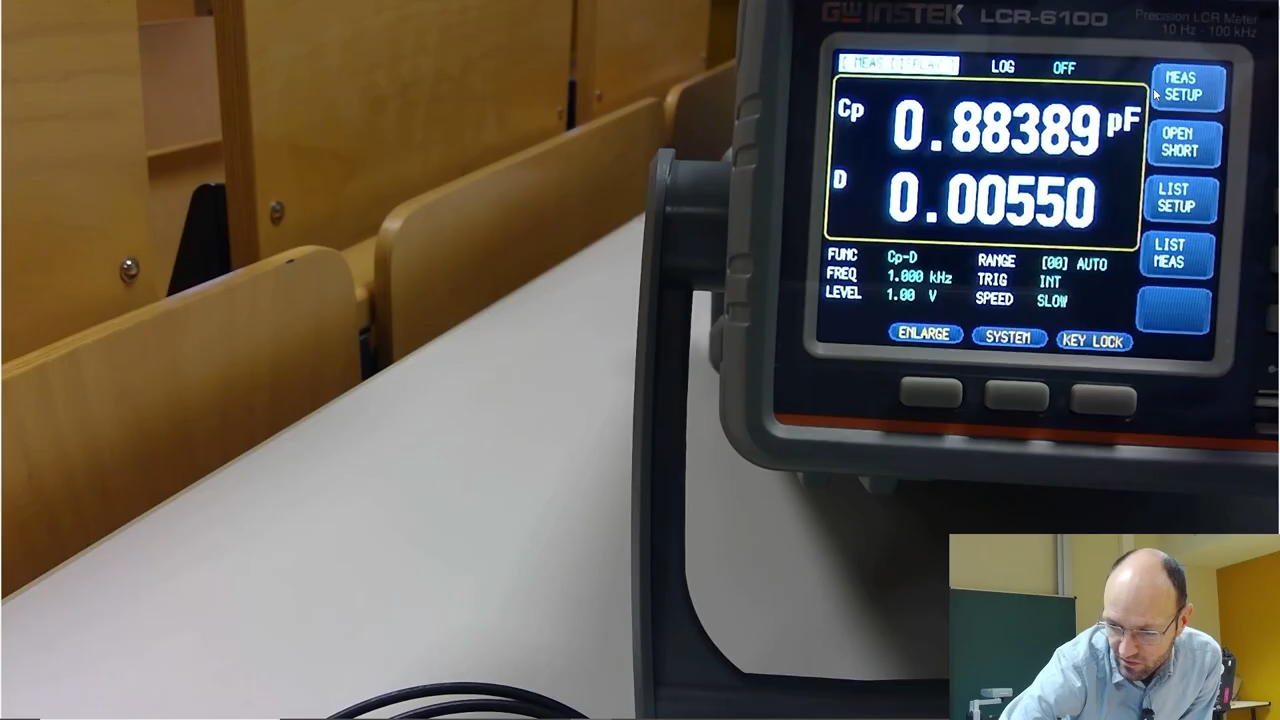 GW INSTEK LCR-6100 Precision LCR Meter
10 Hz - 100 kHz
[ MEAS DISPLAY ] LOG OFF
MEAS
SETUP
Cp 0.88389 pF
OPEN
SHORT
D 0.00550
LIST
SETUP
LIST
MEAS
FUNC Cp-D RANGE [00] AUTO
FREQ 1.000 kHz TRIG INT
LEVEL 1.00 V SPEED SLOW
ENLARGE SYSTEM KEY LOCK